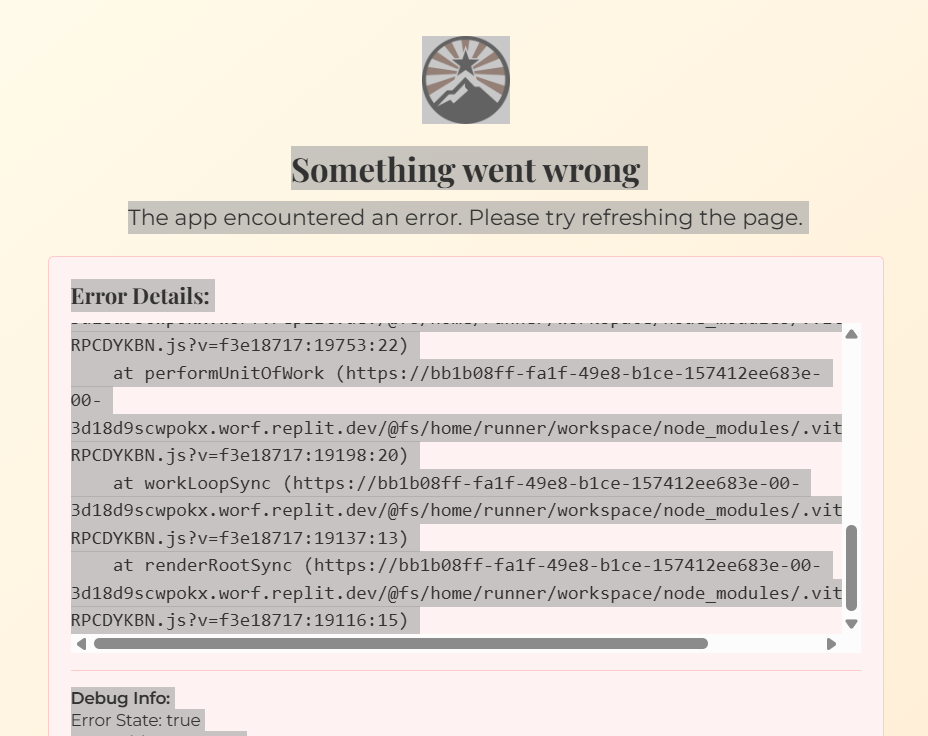 Something went wrong
The app encountered an error. Please try refreshing the page.
Error Details:
RPCDYKBN.js?v=f3e18717:19753:22)
at performUnitOfWork (https://bb1b08ff-fa1f-49e8-b1ce-157412ee683e-
00-
3d18d9scwpokx.worf.replit.dev/@fs/home/runner/workspace/node_modules/.vit
RPCDYKBN.js?v=f3e18717:19198:20)
at workLoopSync (https://bb1b08ff-fa1f-49e8-b1ce-157412ee683e-00-
3d18d9scwpokx.worf.replit.dev/@fs/home/runner/workspace/node_modules/.vit
RPCDYKBN.js?v=f3e18717:19137:13)
at renderRootSync (https://bb1b08ff-fa1f-49e8-b1ce-157412ee683e-00-
3d18d9scwpokx.worf.replit.dev/@fs/home/runner/workspace/node_modules/.vit
RPCDYKBN.js?v=f3e18717:19116:15)
Debug Info:
Error State: true